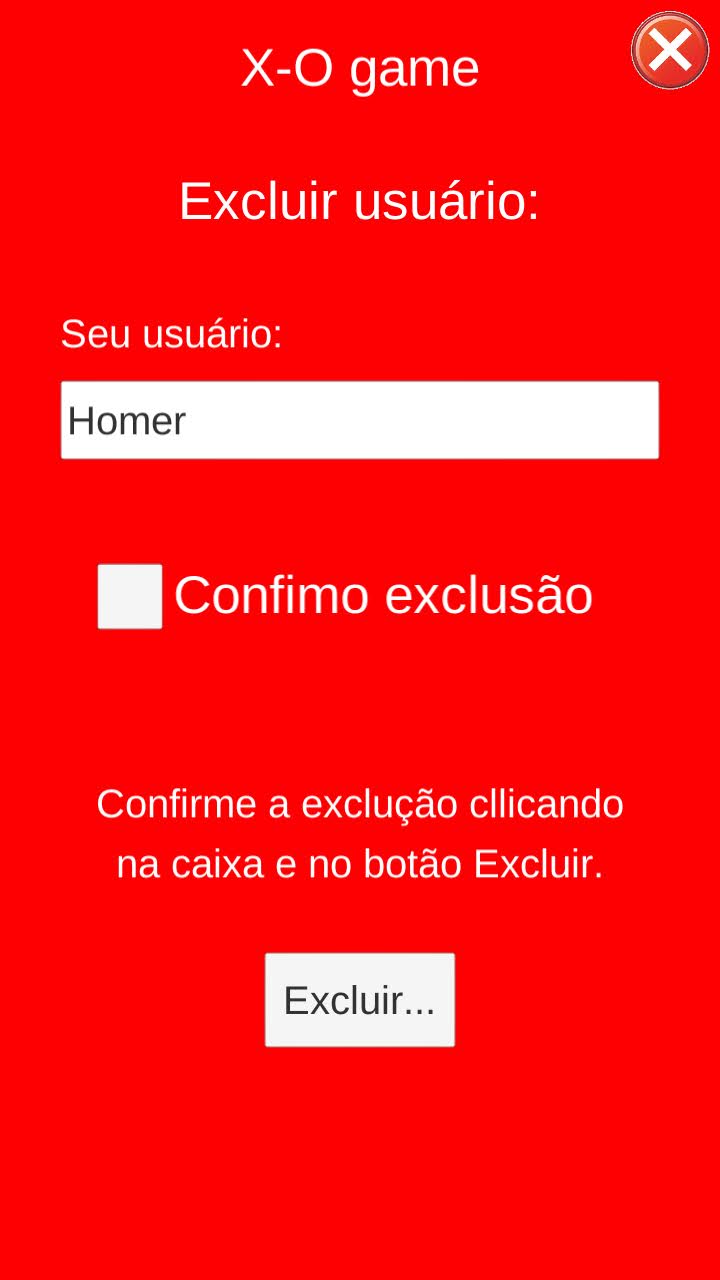 X-O game
Excluir usuário:
Seu usuário:
Homer
Confimo exclusão
Confirme a exclução cllicando
na caixa e no botão Excluir.
Excluir...